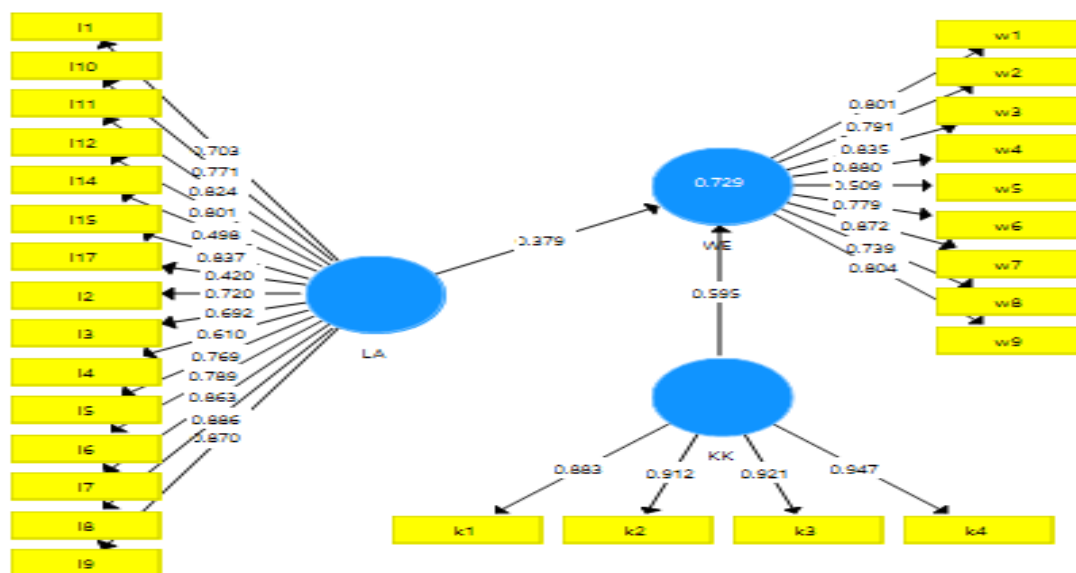 l1
l10
l11
l12
l14
l15
l17
l2
l3
l4
l5
l6
l7
l8
l9
0.703
0.771
0.824
0.801
0.498
0.837
0.420
0.720
0.692
0.610
0.769
0.789
0.863
0.886
0.870
LA
0.379
0.729
WE
0.595
KK
0.801
0.791
0.835
0.880
0.509
0.779
0.872
0.739
0.804
w1
w2
w3
w4
w5
w6
w7
w8
w9
0.883
0.912
0.921
0.947
k1
k2
k3
k4